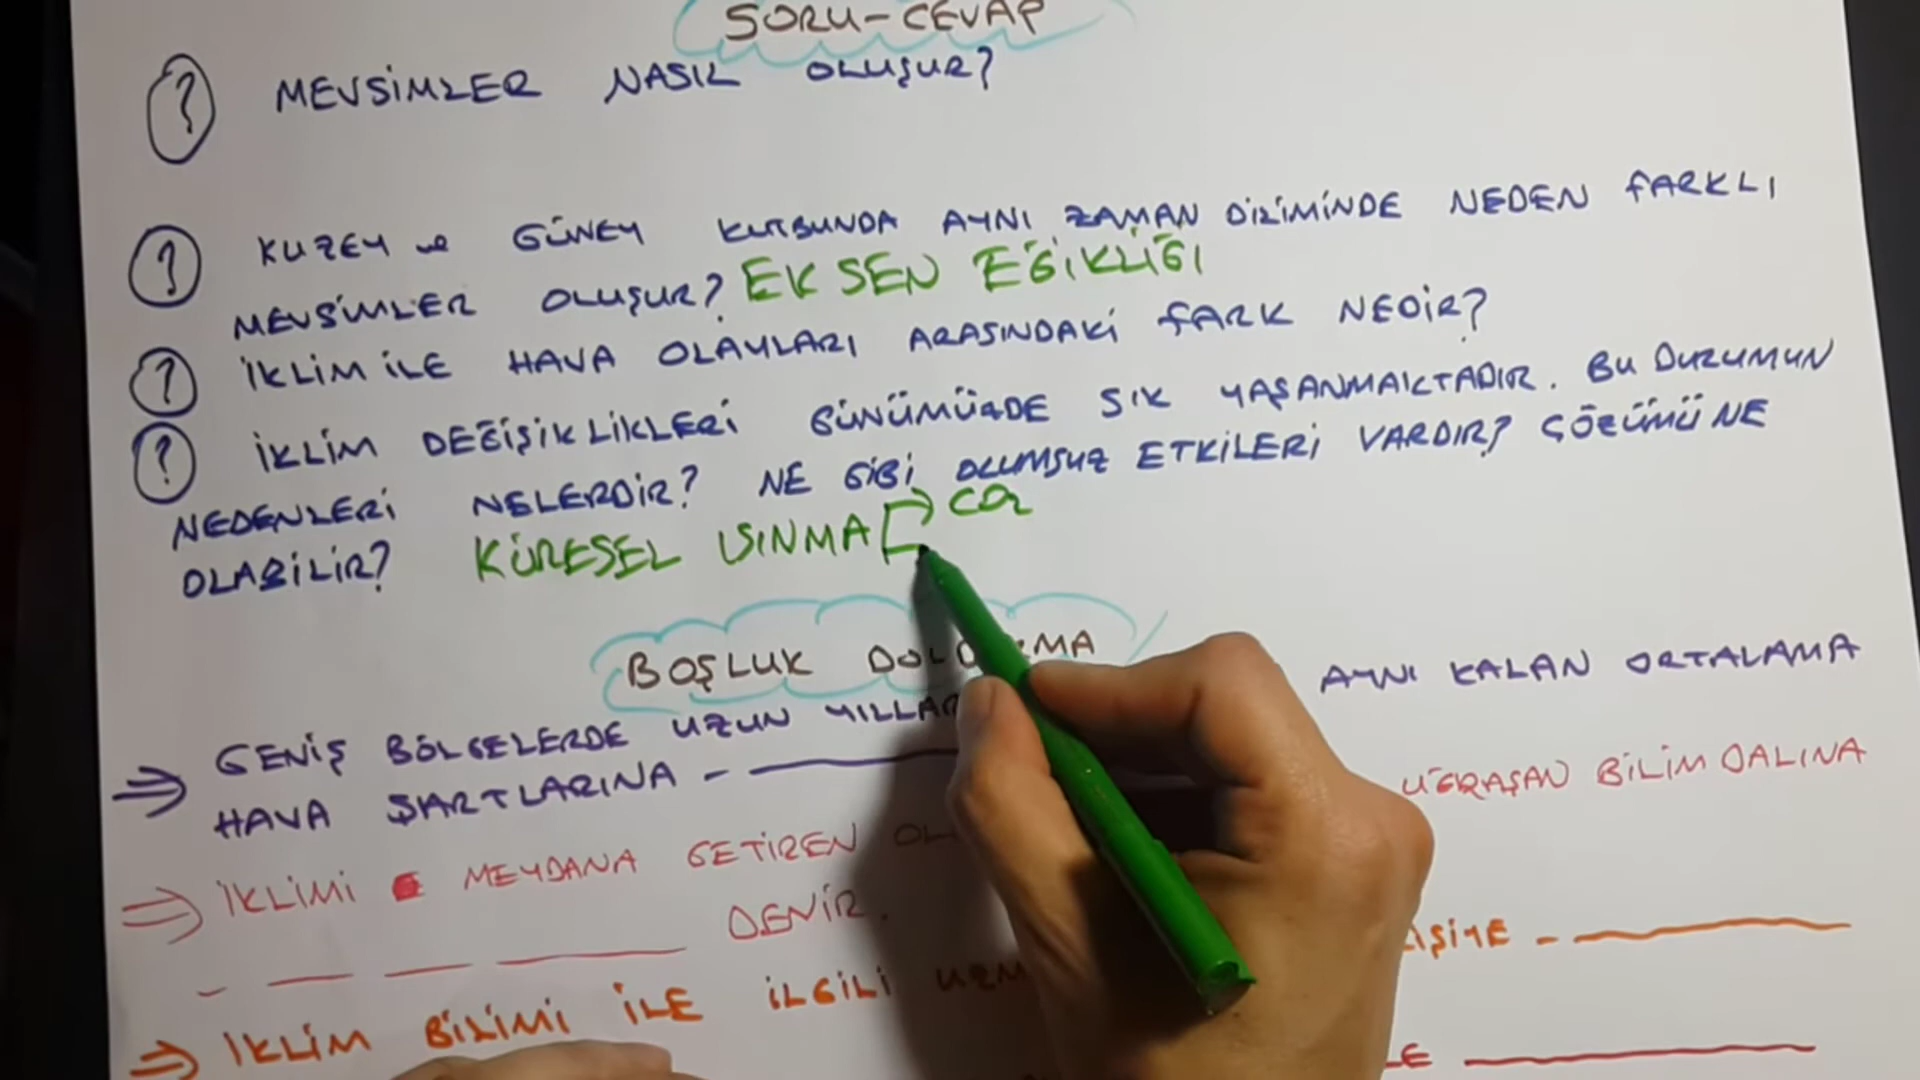 SORU-CEVAP
? MEVSİMLER NASIL OLUŞUR?
? KUZEY ve GÜNEY KUTBUNDA AYNI ZAMAN DİLİMİNDE NEDEN FARKLI
MEVSİMLER OLUŞUR? EKSEN EĞİKLİĞİ
? İKLİM İLE HAVA OLAYLARI ARASINDAKİ FARK NEDİR?
? İKLİM DEĞİŞİKLİKLERİ GÜNÜMÜZDE SIK YAŞANMAKTADIR. BU DURUMUN
NEDENLERİ NELERDİR? NE GİBİ OLUMSUZ ETKİLERİ VARDIR? ÇÖZÜMÜ NE
OLABİLİR? KÜRESEL ISINMA CO2
BOŞLUK
GENİŞ BÖLGELERDE UZUN AYNI KALAN ORTALAMA
HAVA ŞARTLARINA
İKLİMİ MEYDANA GETİREN UĞRAŞAN BİLİM DALINA
DENİR.
İKLİM BİLİMİ İLE İLGİLİ